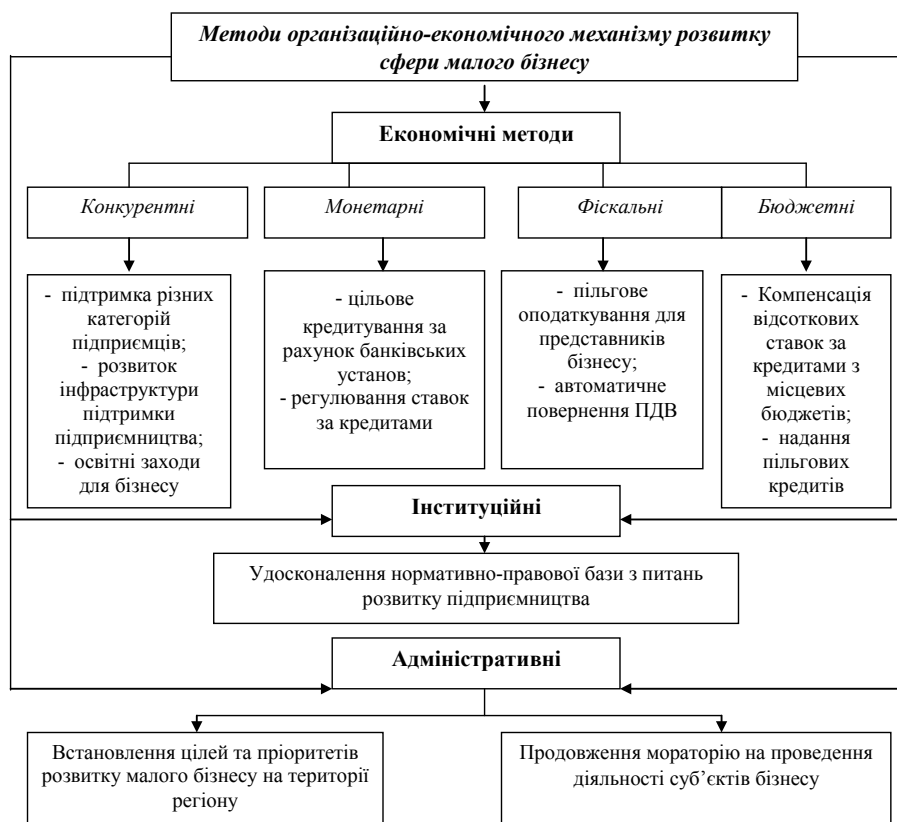 Методи організаційно-економічного механізму розвитку
сфери малого бізнесу
Економічні методи
Конкурентні
Монетарні
Фіскальні
Бюджетні
- підтримка різних
категорій
підприємців;
- розвиток
інфраструктури
підтримки
підприємництва;
- освітні заходи
для бізнесу
- цільове
кредитування за
рахунок банківських
установ;
- регулювання ставок
за кредитами
- пільгове
оподаткування для
представників
бізнесу;
- автоматичне
повернення ПДВ
- Компенсація
відсоткових
ставок за
кредитами з
місцевих
бюджетів;
- надання
пільгових
кредитів
Інституційні
Удосконалення нормативно-правової бази з питань
розвитку підприємництва
Адміністративні
Встановлення цілей та пріоритетів
розвитку малого бізнесу на території
регіону
Продовження мораторію на проведення
діяльності суб’єктів бізнесу